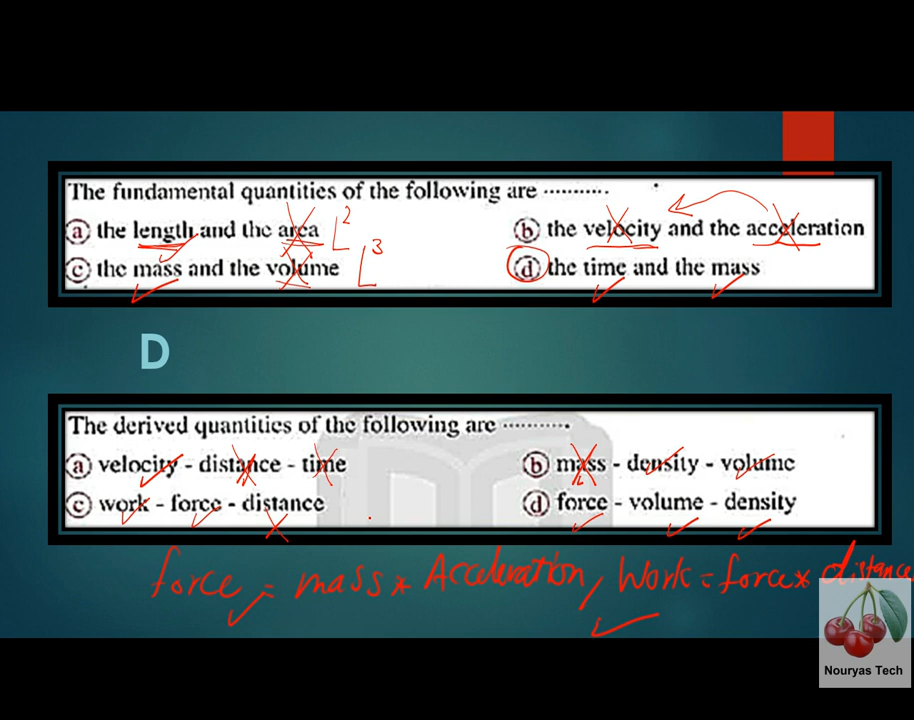 The fundamental quantities of the following are ..........
a the length and the area L²
b the velocity and the acceleration
c the mass and the volume L³
d the time and the mass
D
The derived quantities of the following are ..........
a velocity - distance - time
b mass - density - volume
c work - force - distance
d force - volume - density
force = mass * Acceleration, Work = force * distance
Nouryas Tech